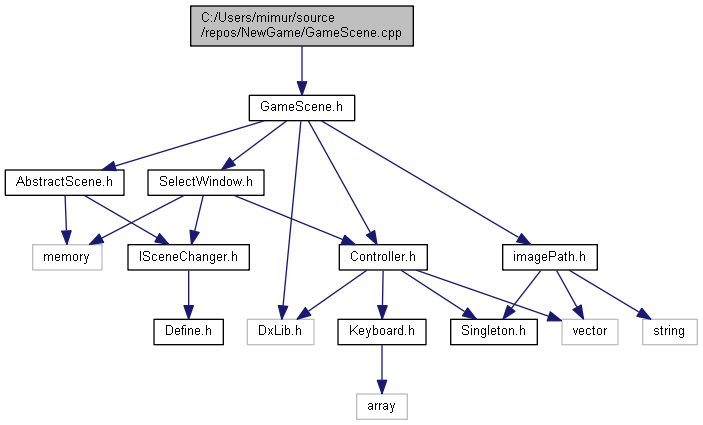 C:/Users/mimur/source
/repos/NewGame/GameScene.cpp
GameScene.h
AbstractScene.h
SelectWindow.h
memory
ISceneChanger.h
Controller.h
imagePath.h
Define.h
DxLib.h
Keyboard.h
Singleton.h
vector
string
array